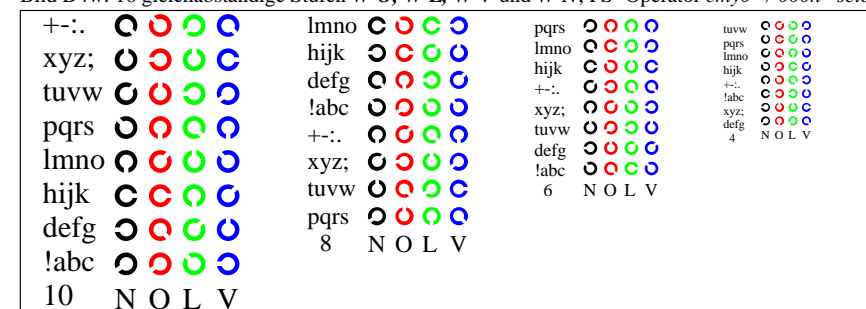 +-:.
xyz;
tuvw
pqrs
lmno
hijk
defg
!abc
10 N O L V
lmno
hijk
defg
!abc
+-:.
xyz;
tuvw
pqrs
8 N O L V
pqrs
lmno
hijk
+-:.
xyz;
tuvw
defg
!abc
6 N O L V
tuvw
pqrs
lmno
hijk
+-:.
!abc
xyz;
defg
4 N O L V